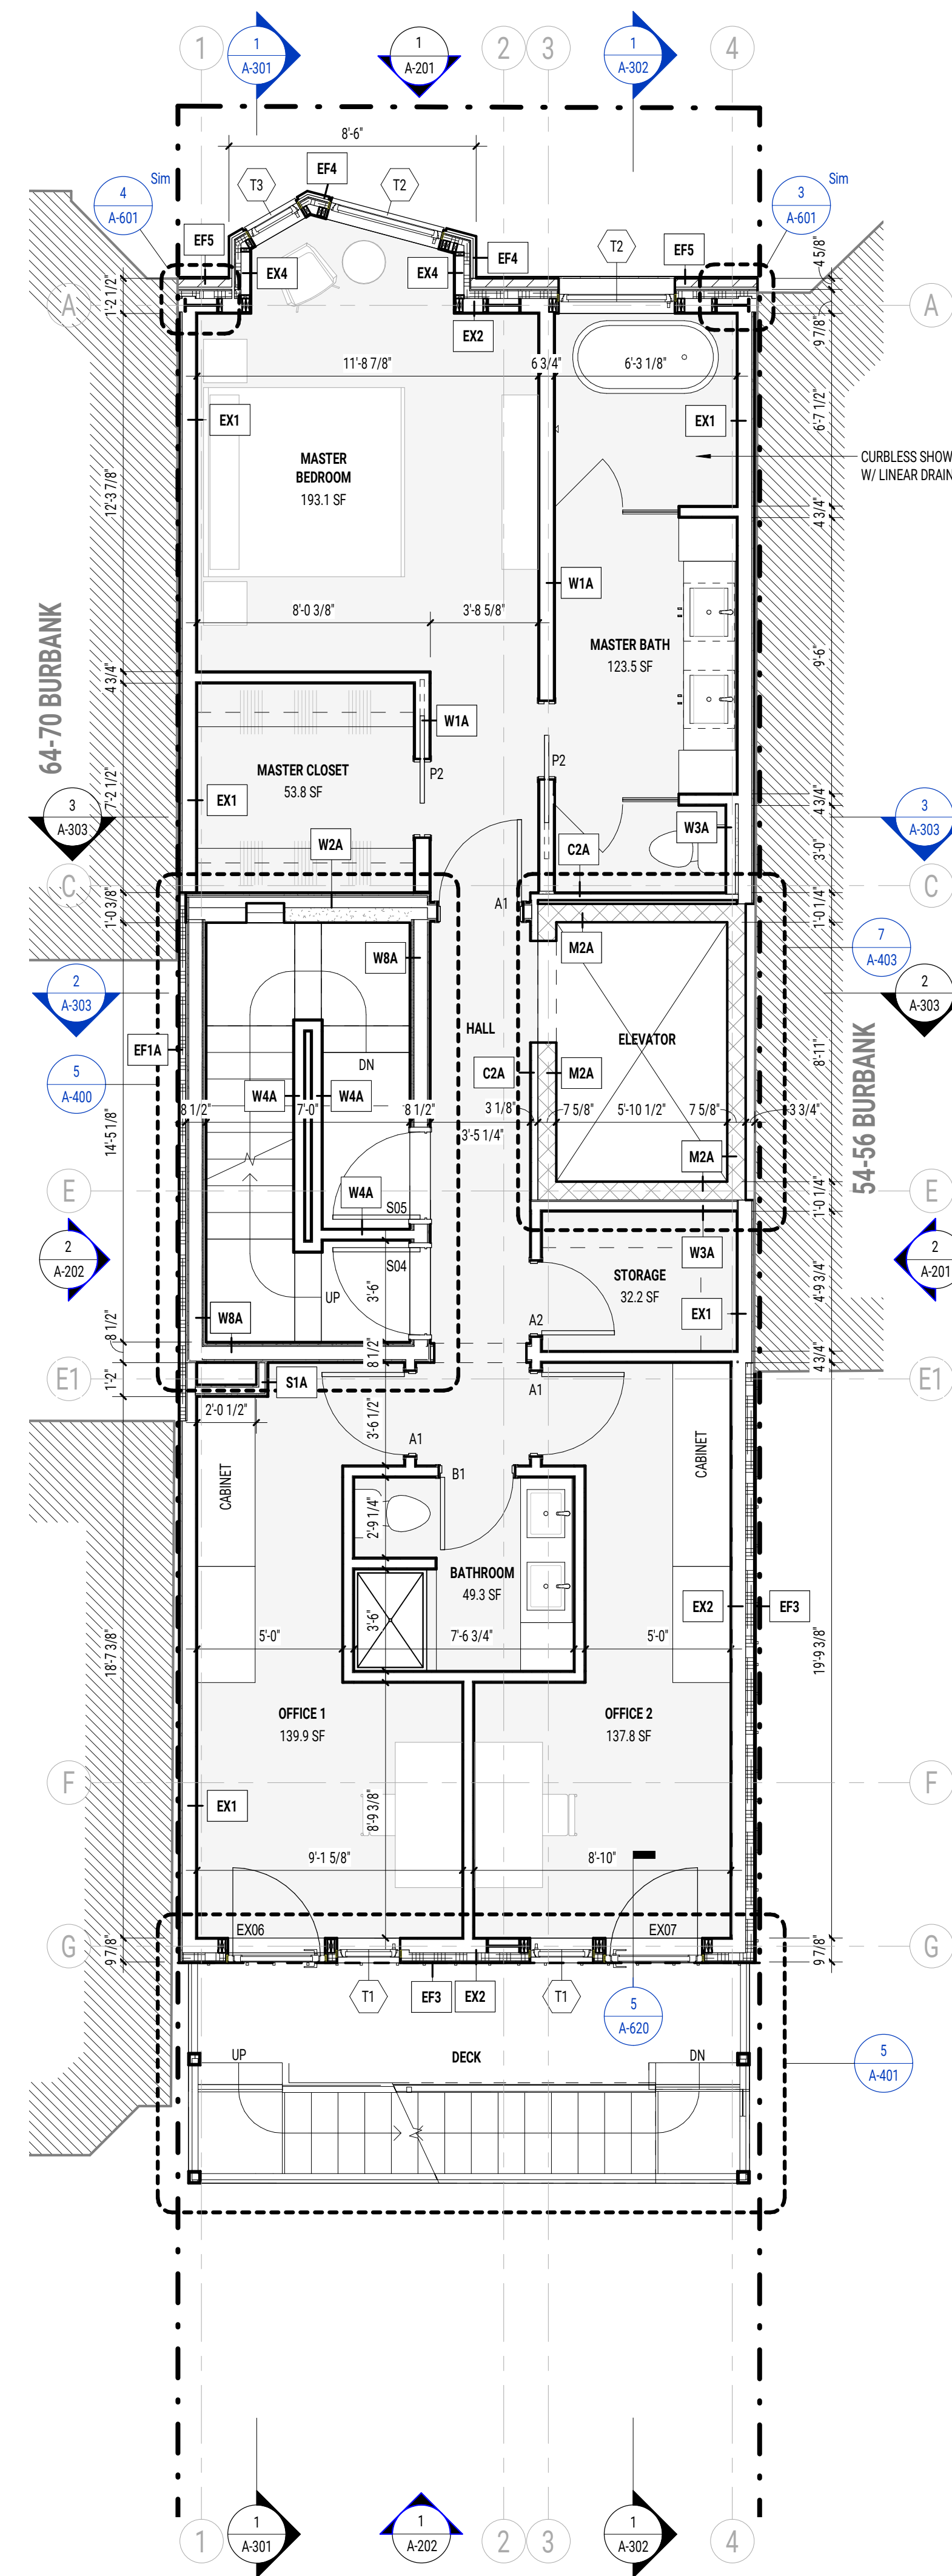 1
1
A-301
1
A-201
2
3
1
A-302
4
8'-6"
4
A-601
Sim
T3
EF4
T2
3
A-601
Sim
EF5
EX4
EX4
EF4
T2
EF5
4 5/8"
A
1'-2 1/2"
EX2
A
9 7/8"
11'-8 7/8"
6 3/4"
6'-3 1/8"
EX1
EX1
6'-7 1/2"
MASTER
BEDROOM
193.1 SF
CURBLESS SHOW
W/ LINEAR DRAIN
12'-3 7/8"
4 3/4"
W1A
8'-0 3/8"
3'-8 5/8"
MASTER BATH
123.5 SF
9'-6"
64-70 BURBANK
4 3/4"
W1A
MASTER CLOSET
53.8 SF
P2
P2
EX1
7'-2 1/2"
4 3/4"
3
A-303
W2A
C2A
W3A
3'-0"
3
A-303
C
C
1'-0 3/8"
A1
1'-0 1/4"
W8A
M2A
7
A-403
2
A-303
HALL
ELEVATOR
2
A-303
EF1A
DN
8'-11"
5
A-400
W4A
W4A
C2A
M2A
54-56 BURBANK
8 1/2"
7'-0"
8 1/2"
3 1/8"
7 5/8"
5'-10 1/2"
7 5/8"
3 3/4"
3'-5 1/4"
14'-5 1/8"
M2A
E
W4A
S05
E
1'-0 1/4"
2
A-202
S04
W3A
2
A-201
STORAGE
32.2 SF
UP
3'-6"
EX1
4'-9 3/4"
W8A
A2
8 1/2"
8 1/2"
4 3/4"
E1
1'-2"
S1A
A1
E1
2'-0 1/2"
3'-6 1/2"
A1
B1
CABINET
CABINET
2'-9 1/4"
BATHROOM
49.3 SF
EX2
EF3
3'-6"
5'-0"
7'-6 3/4"
5'-0"
18'-7 3/8"
19'-9 3/8"
OFFICE 1
139.9 SF
OFFICE 2
137.8 SF
F
F
EX1
8'-9 3/8"
9'-1 5/8"
8'-10"
EX06
EX07
G
9 7/8"
9 7/8"
G
T1
EF3
EX2
T1
5
A-620
UP
DECK
DN
5
A-401
1
1
A-301
1
A-202
2
3
1
A-302
4